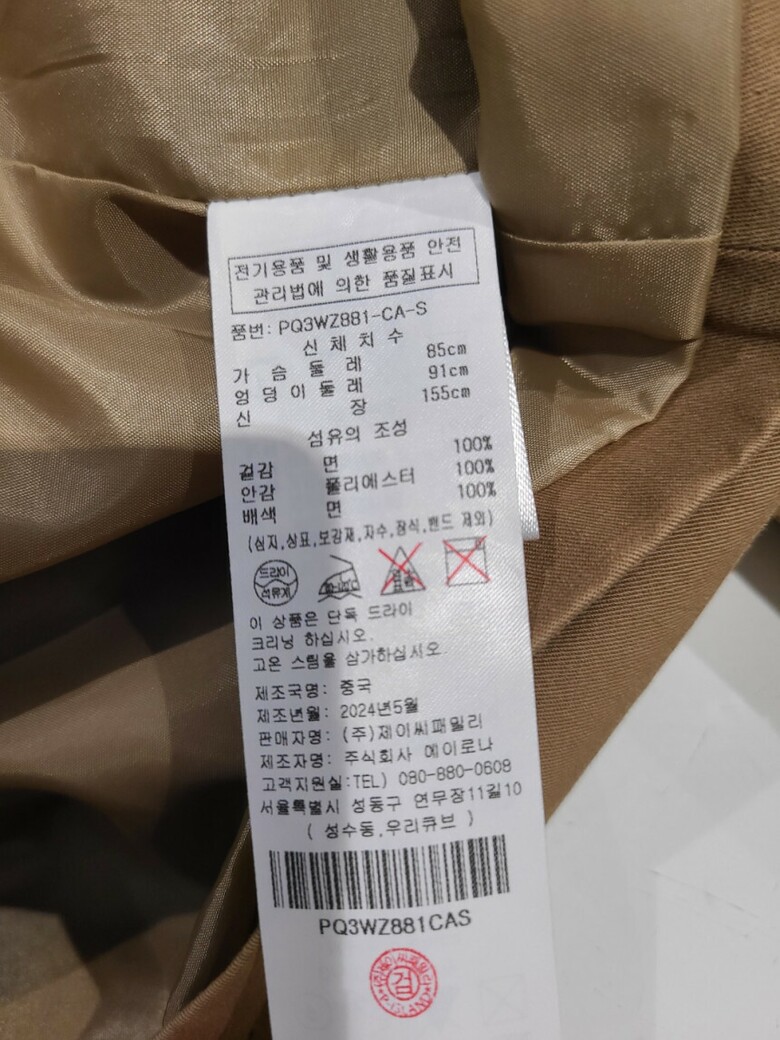 전기용품 및 생활용품 안전
관리법에 의한 품질표시
품번: PQ3WZ881-CA-S
신 체 치 수
가 슴 둘 레 85cm
엉 덩 이 둘 레 91cm
신 장 155cm
섬유의 조성
겉감 면 100%
안감 폴리에스터 100%
배색 면 100%
(심지,상표,보강재,자수,장식,밴드 제외)
드라이
석유계
이 상품은 단독 드라이
크리닝 하십시오.
고온 스팀을 삼가하십시오.
제조국명: 중국
제조년월: 2024년5월
판매자명: (주)제이씨패밀리
제조자명: 주식회사 에이로나
고객지원실:TEL) 080-880-0608
서울특별시 성동구 연무장11길10
( 성수동,우리큐브 )
PQ3WZ881CAS
(주)제이씨패밀리
검
P-ISLAND